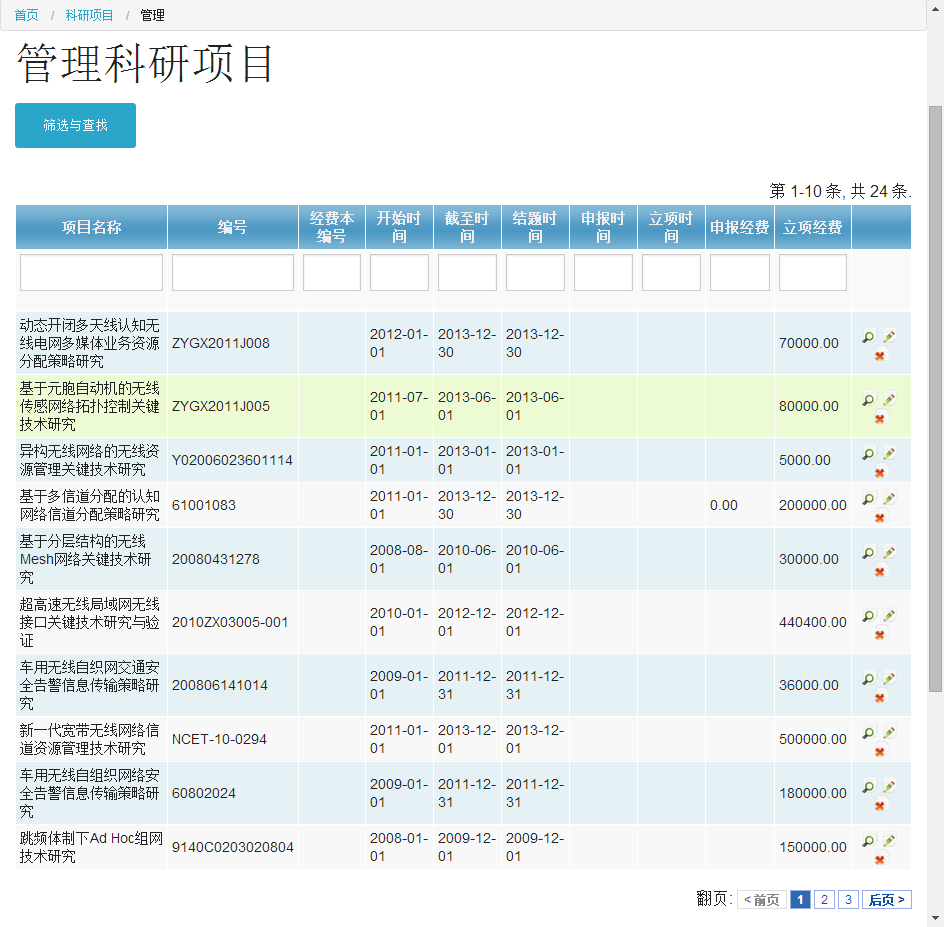 首页 / 科研项目 / 管理
管理科研项目
筛选与查找
第 1-10 条, 共 24 条.
项目名称 编号 经费本编号 开始时间 截至时间 结题时间 申报时间 立项时间 申报经费 立项经费
动态开闭多天线认知无
线电网多媒体业务资源
分配策略研究
ZYGX2011J008
2012-01-
01
2013-12-
30
2013-12-
30
70000.00
基于元胞自动机的无线
传感网络拓扑控制关键
技术研究
ZYGX2011J005
2011-07-
01
2013-06-
01
2013-06-
01
80000.00
异构无线网络的无线资
源管理关键技术研究
Y02006023601114
2011-01-
01
2013-01-
01
2013-01-
01
5000.00
基于多信道分配的认知
网络信道分配策略研究
61001083
2011-01-
01
2013-12-
30
2013-12-
30
0.00
200000.00
基于分层结构的无线
Mesh网络关键技术研
究
20080431278
2008-08-
01
2010-06-
01
2010-06-
01
30000.00
超高速无线局域网无线
接口关键技术研究与验
证
2010ZX03005-001
2010-01-
01
2012-12-
01
2012-12-
01
440400.00
车用无线自织网交通安
全告警信息传输策略研
究
200806141014
2009-01-
01
2011-12-
31
2011-12-
31
36000.00
新一代宽带无线网络信
道资源管理技术研究
NCET-10-0294
2011-01-
01
2013-12-
01
2013-12-
01
500000.00
车用无线自组织网络安
全告警信息传输策略研
究
60802024
2009-01-
01
2011-12-
31
2011-12-
31
180000.00
跳频体制下Ad Hoc组网
技术研究
9140C0203020804
2008-01-
01
2009-12-
01
2009-12-
01
150000.00
翻页: < 前页 1 2 3 后页 >